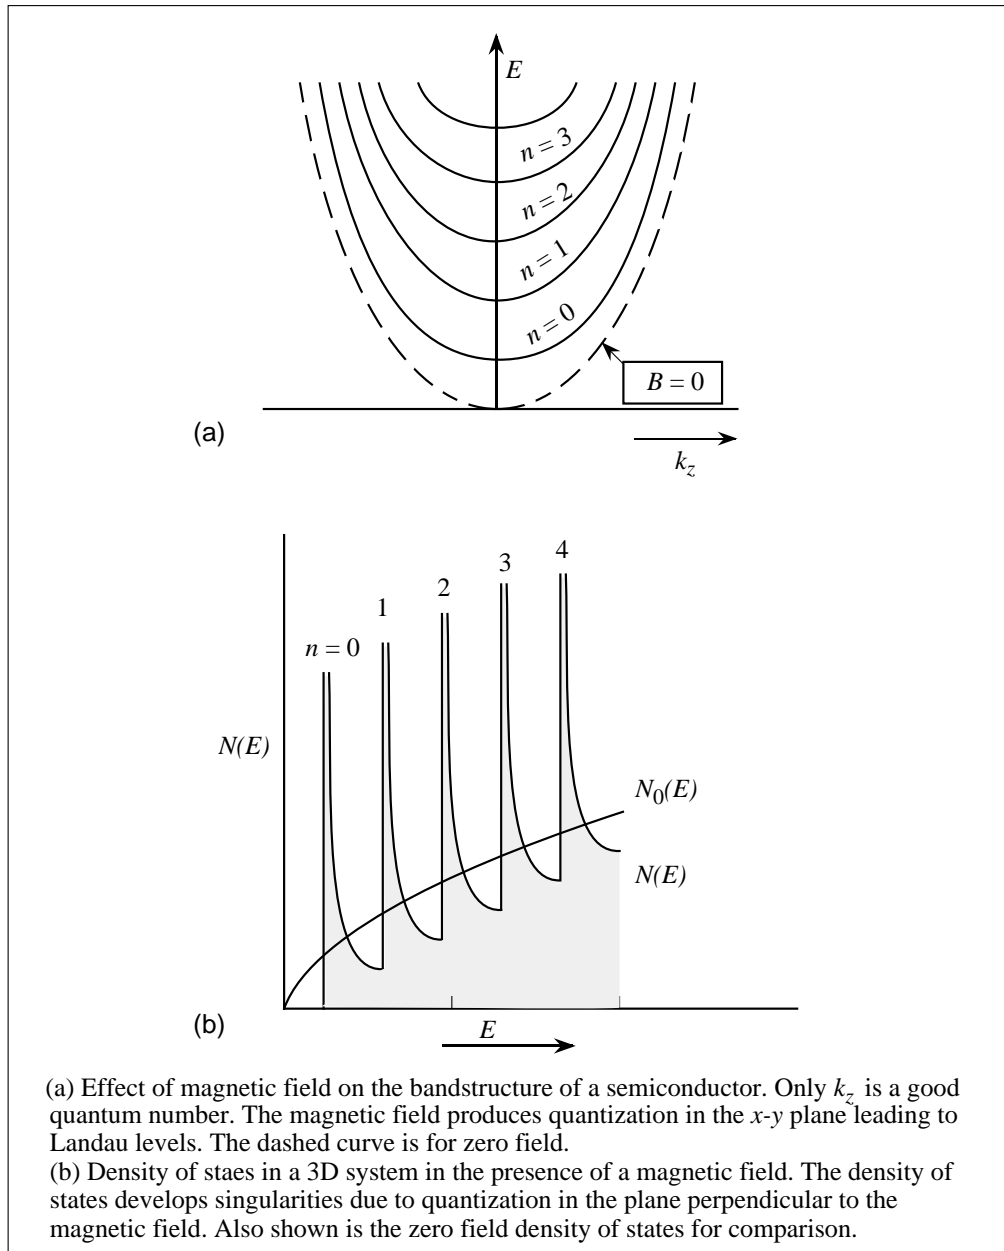 E
n = 3
n = 2
n = 1
n = 0
B = 0
(a)
k_z
4
3
2
1
n = 0
N(E)
N₀(E)
N(E)
(b)
E
(a) Effect of magnetic field on the bandstructure of a semiconductor. Only k_z is a good
quantum number. The magnetic field produces quantization in the x-y plane leading to
Landau levels. The dashed curve is for zero field.
(b) Density of staes in a 3D system in the presence of a magnetic field. The density of
states develops singularities due to quantization in the plane perpendicular to the
magnetic field. Also shown is the zero field density of states for comparison.